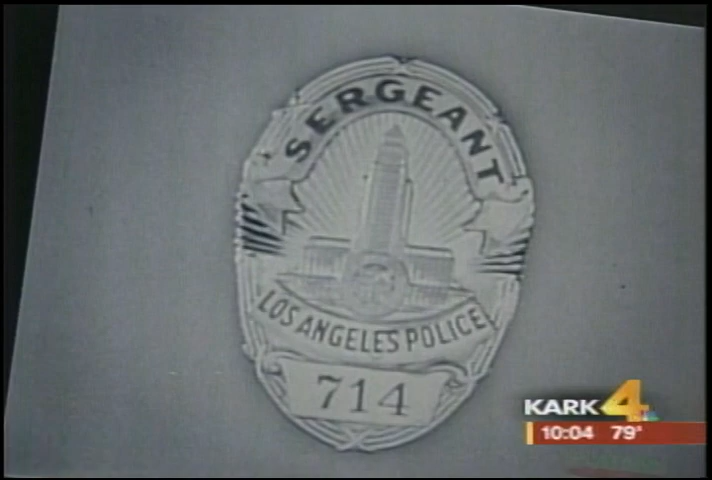 SERGEANT
LOS ANGELES POLICE
714
KARK 4
10:04 79°